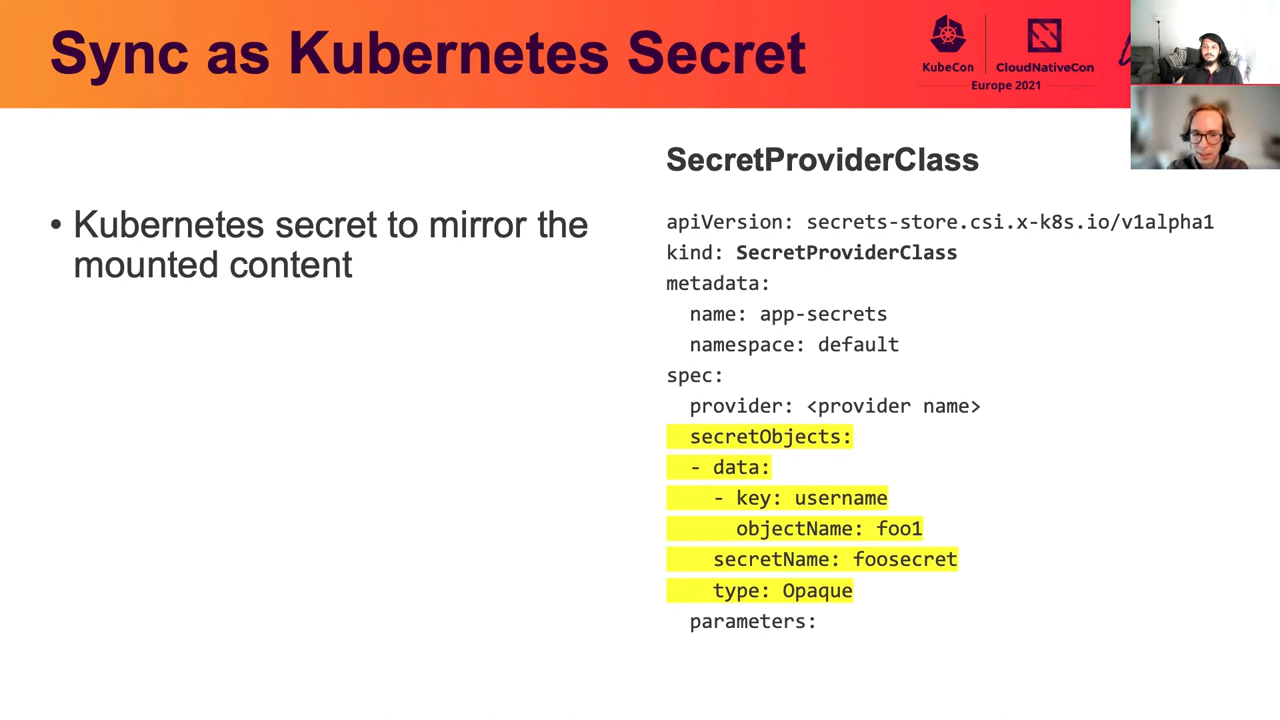 Sync as Kubernetes Secret
KubeCon
CloudNativeCon
Europe 2021
• Kubernetes secret to mirror the
mounted content
SecretProviderClass
apiVersion: secrets-store.csi.x-k8s.io/v1alpha1
kind: SecretProviderClass
metadata:
  name: app-secrets
  namespace: default
spec:
  provider: <provider name>
  secretObjects:
  - data:
    - key: username
      objectName: foo1
    secretName: foosecret
    type: Opaque
  parameters: